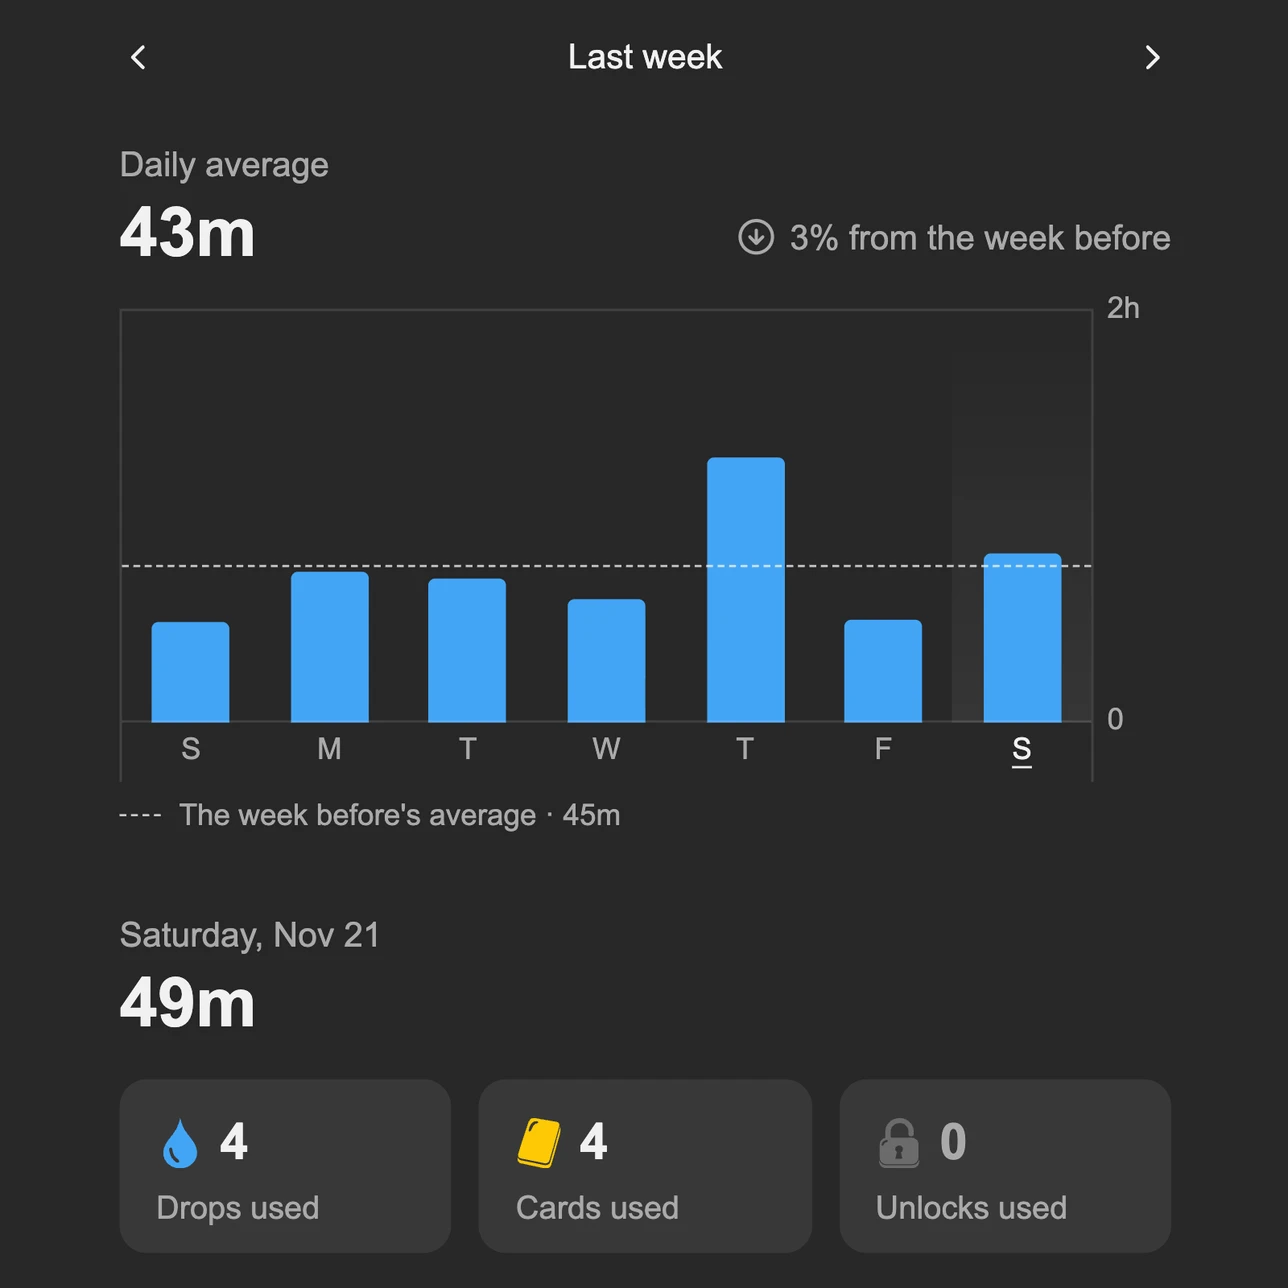 Last week
Daily average
43m
3% from the week before
2h
0
S M T W T F S
The week before's average · 45m
Saturday, Nov 21
49m
4 4 0
Drops used Cards used Unlocks used